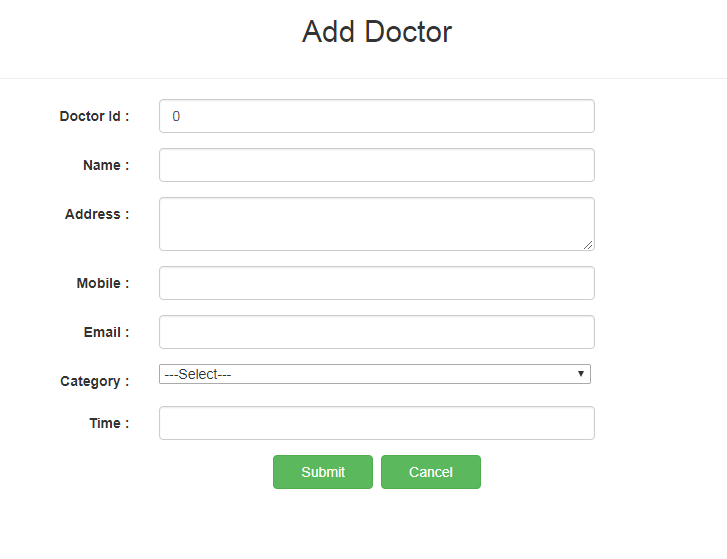 Add Doctor
Doctor Id : 0
Name :
Address :
Mobile :
Email :
Category : ---Select---
Time :
Submit Cancel